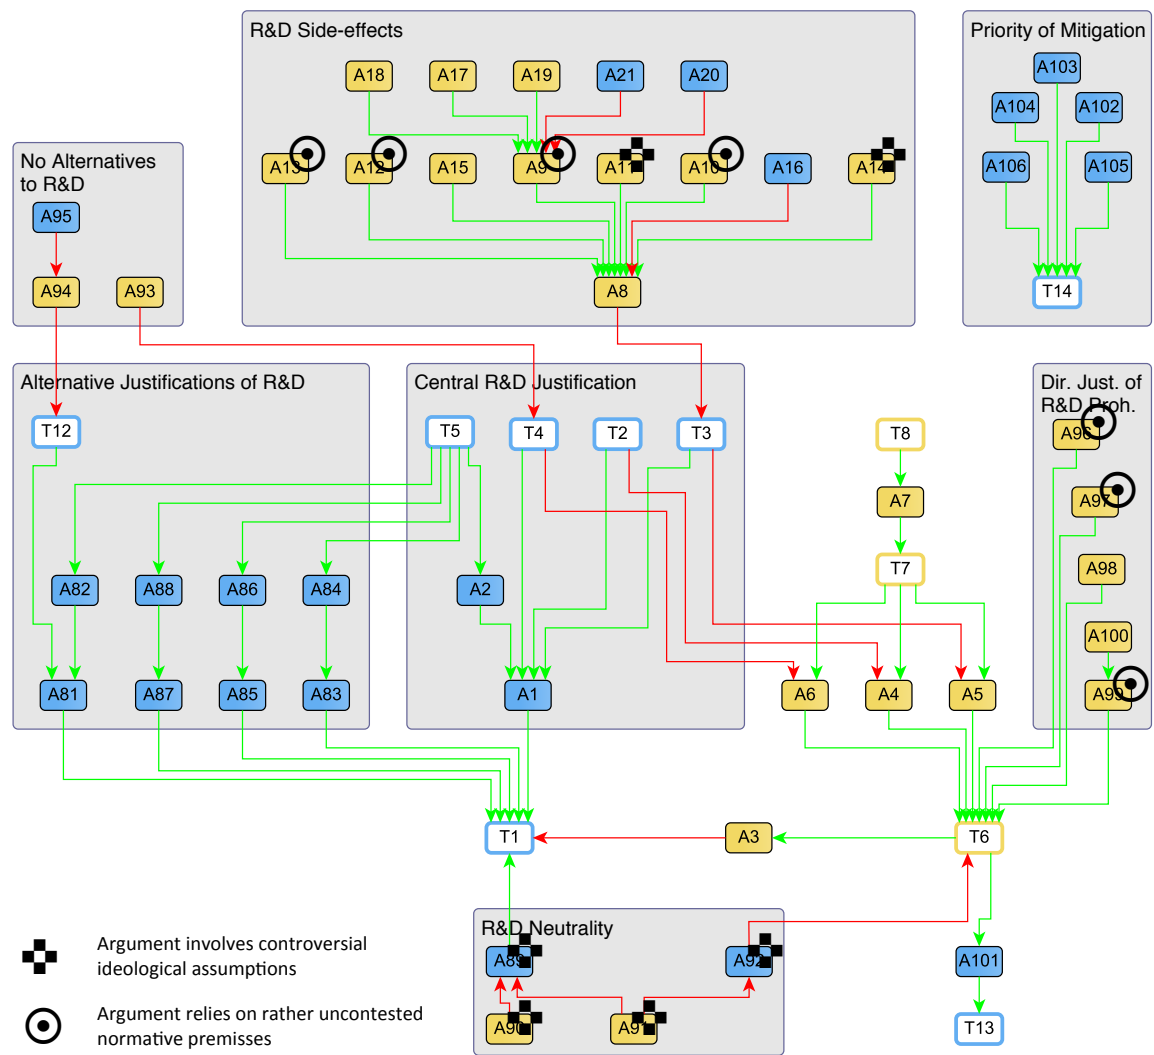 R&D Side-effects
Priority of Mitigation
A18
A17
A19
A21
A20
A103
A104
A102
No Alternatives
to R&D
A13
A12
A15
A9
A11
A10
A16
A14
A106
A105
A95
A94
A93
A8
T14
Alternative Justifications of R&D
Central R&D Justification
Dir. Just. of
R&D Proh.
T12
T5
T4
T2
T3
T8
A96
A7
A97
T7
A98
A82
A88
A86
A84
A2
A100
A81
A87
A85
A83
A1
A6
A4
A5
A99
T1
A3
T6
R&D Neutrality
Argument involves controversial
ideological assumptions
A89
A92
A101
Argument relies on rather uncontested
normative premisses
A90
A91
T13